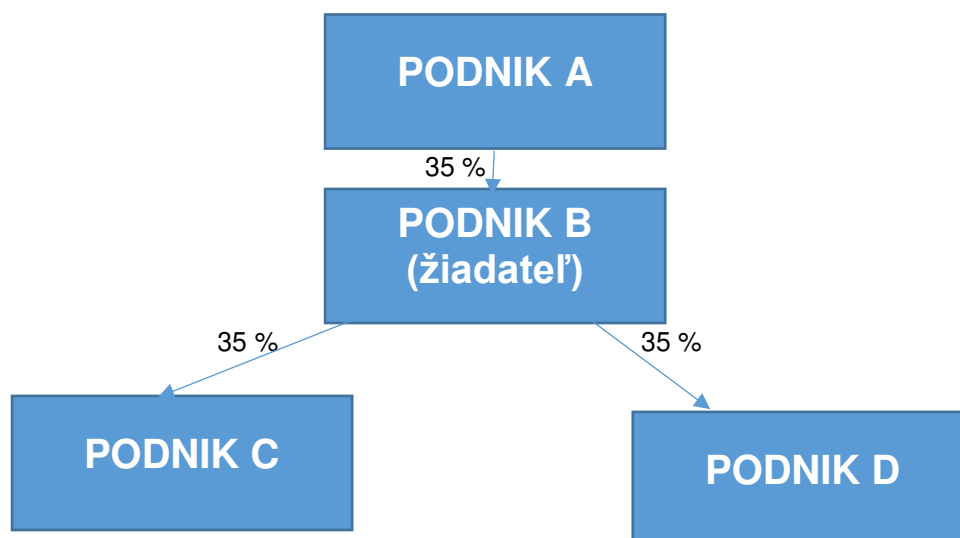 PODNIK A
35 %
PODNIK B
(žiadateľ)
35 %
35 %
PODNIK C
PODNIK D